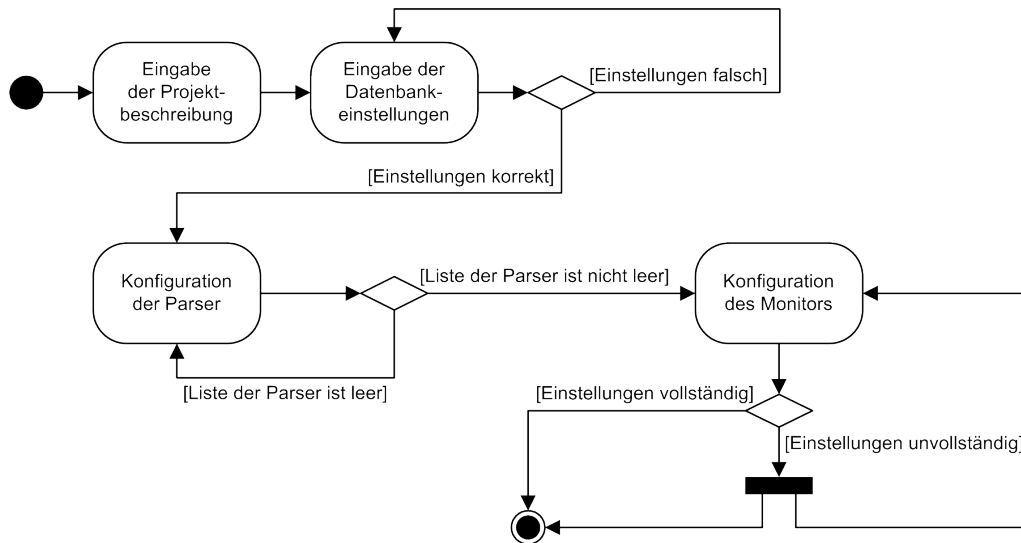 Eingabe
der Projekt-
beschreibung
Eingabe der
Datenbank-
einstellungen
[Einstellungen falsch]
[Einstellungen korrekt]
Konfiguration
der Parser
[Liste der Parser ist nicht leer]
[Liste der Parser ist leer]
Konfiguration
des Monitors
[Einstellungen vollständig]
[Einstellungen unvollständig]